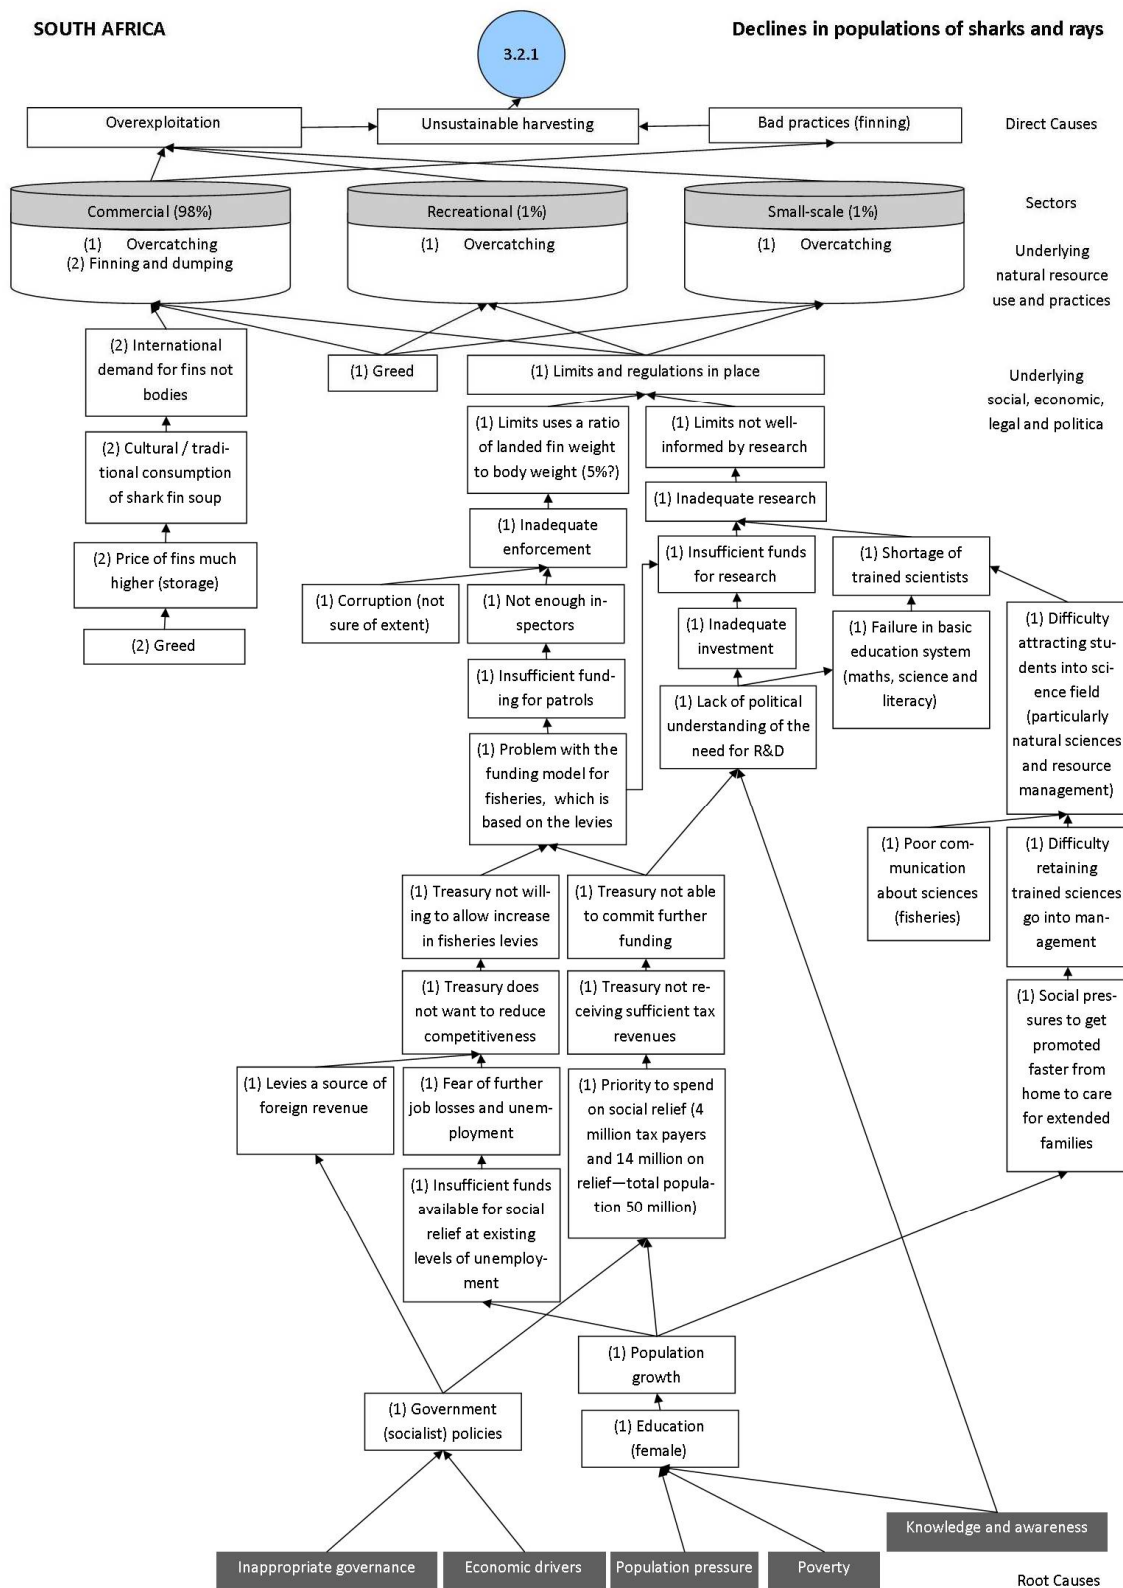 SOUTH AFRICA
Declines in populations of sharks and rays
3.2.1
Overexploitation
Unsustainable harvesting
Bad practices (finning)
Direct Causes
Commercial (98%)
Recreational (1%)
Small-scale (1%)
Sectors
(1) Overcatching
(2) Finning and dumping
(1) Overcatching
(1) Overcatching
Underlying
natural resource
use and practices
(2) International
demand for fins not
bodies
(1) Greed
(1) Limits and regulations in place
Underlying
social, economic,
legal and politica
(2) Cultural / tradi-
tional consumption
of shark fin soup
(2) Price of fins much
higher (storage)
(2) Greed
(1) Limits uses a ratio
of landed fin weight
to body weight (5%?)
(1) Limits not well-
informed by research
(1) Inadequate research
(1) Inadequate
enforcement
(1) Insufficient funds
for research
(1) Shortage of
trained scientists
(1) Corruption (not
sure of extent)
(1) Not enough in-
spectors
(1) Inadequate
investment
(1) Failure in basic
education system
(maths, science and
literacy)
(1) Difficulty
attracting stu-
dents into sci-
ence field
(particularly
natural sciences
and resource
management)
(1) Insufficient fund-
ing for patrols
(1) Lack of political
understanding of the
need for R&D
(1) Problem with the
funding model for
fisheries, which is
based on the levies
(1) Poor com-
munication
about sciences
(fisheries)
(1) Difficulty
retaining
trained sciences
go into man-
agement
(1) Treasury not will-
ing to allow increase
in fisheries levies
(1) Treasury not able
to commit further
funding
(1) Treasury does
not want to reduce
competitiveness
(1) Treasury not re-
ceiving sufficient tax
revenues
(1) Social pres-
sures to get
promoted
faster from
home to care
for extended
families
(1) Levies a source of
foreign revenue
(1) Fear of further
job losses and unem-
ployment
(1) Priority to spend
on social relief (4
million tax payers
and 14 million on
relief—total popula-
tion 50 million)
(1) Insufficient funds
available for social
relief at existing
levels of unemploy-
ment
(1) Population
growth
(1) Government
(socialist) policies
(1) Education
(female)
Knowledge and awareness
Inappropriate governance
Economic drivers
Population pressure
Poverty
Root Causes